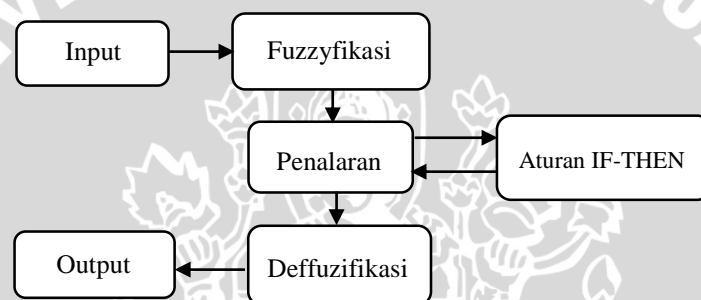 Input
Fuzzyfikasi
Penalaran
Aturan IF-THEN
Output
Deffuzifikasi